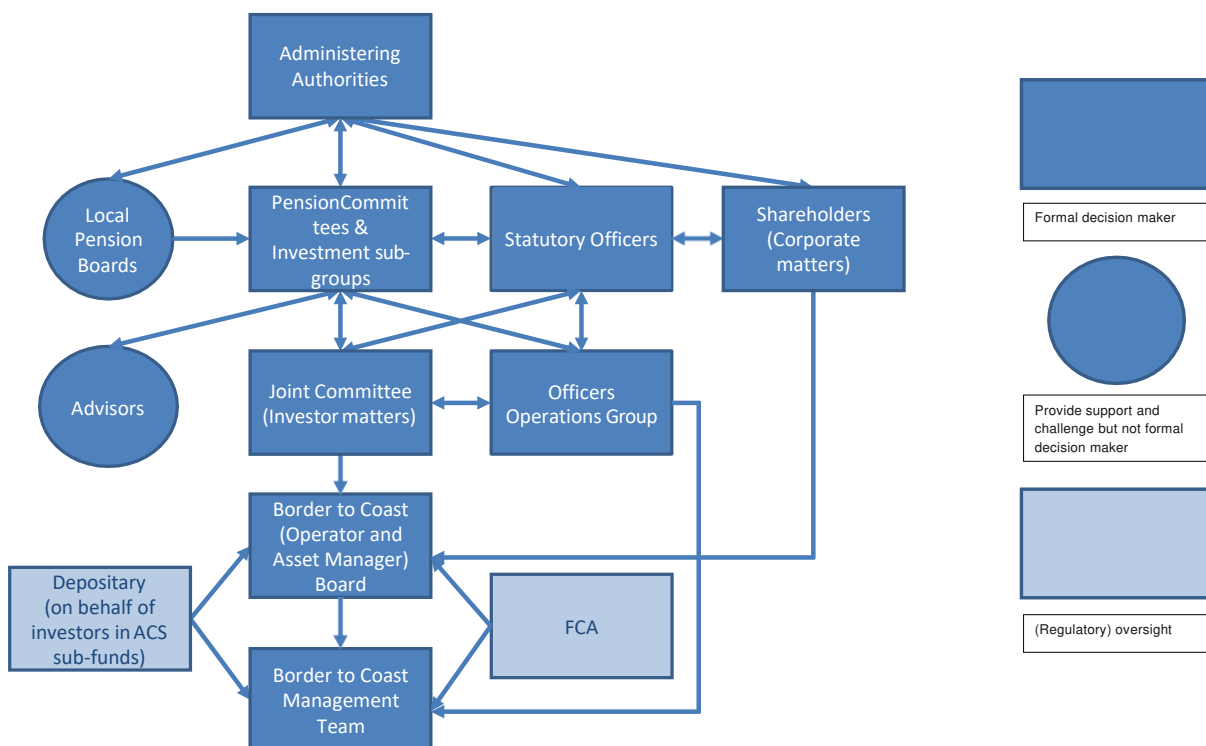 Administering
Authorities
Local
Pension
Boards
PensionCommit
tees &
Investment sub-
groups
Statutory Officers
Shareholders
(Corporate
matters)
Formal decision maker
Advisors
Joint Committee
(Investor matters)
Officers
Operations Group
Provide support and
challenge but not formal
decision maker
Border to Coast
(Operator and
Asset Manager)
Board
Depositary
(on behalf of
investors in ACS
sub-funds)
FCA
(Regulatory) oversight
Border to Coast
Management
Team